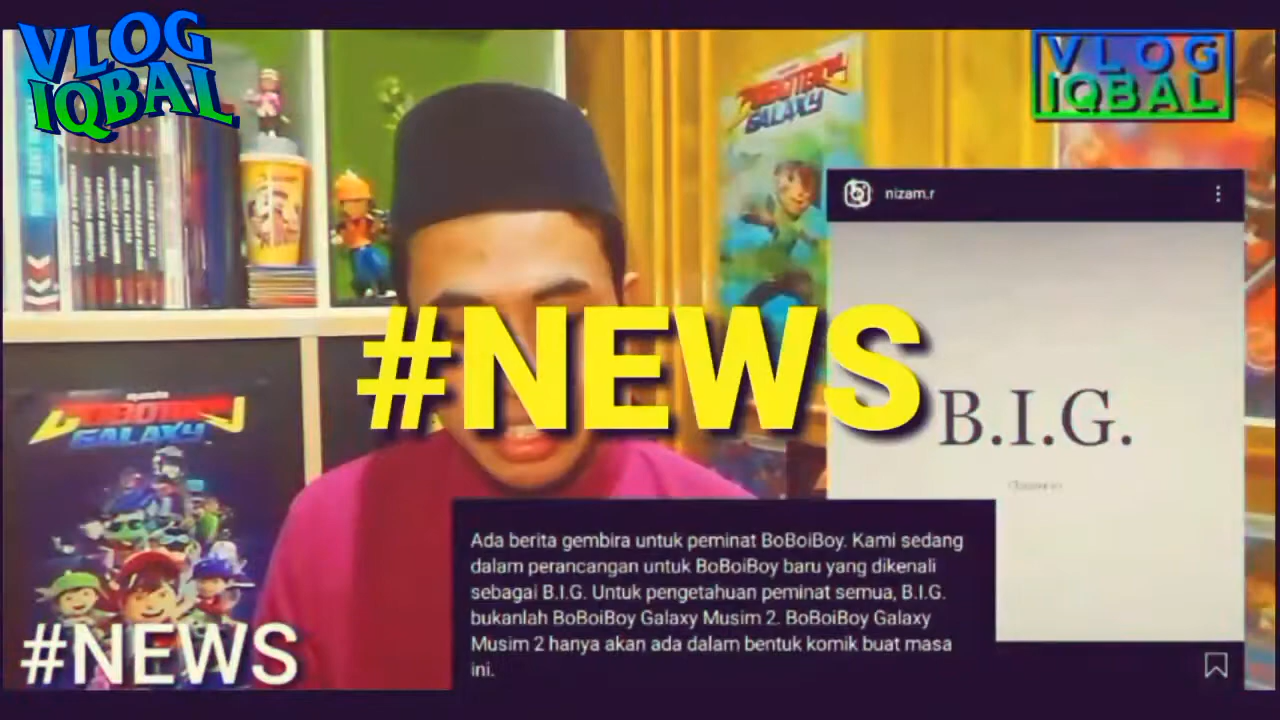 VLOG
IQBAL
VLOG
IQBAL
BOBOIBOY
GALAXY
nizam.r
#NEWS
B.I.G.
BOBOIBOY
GALAXY
Ada berita gembira untuk peminat BoBoiBoy. Kami sedang
dalam perancangan untuk BoBoiBoy baru yang dikenali
sebagai B.I.G. Untuk pengetahuan peminat semua, B.I.G.
bukanlah BoBoiBoy Galaxy Musim 2. BoBoiBoy Galaxy
Musim 2 hanya akan ada dalam bentuk komik buat masa
ini.
#NEWS